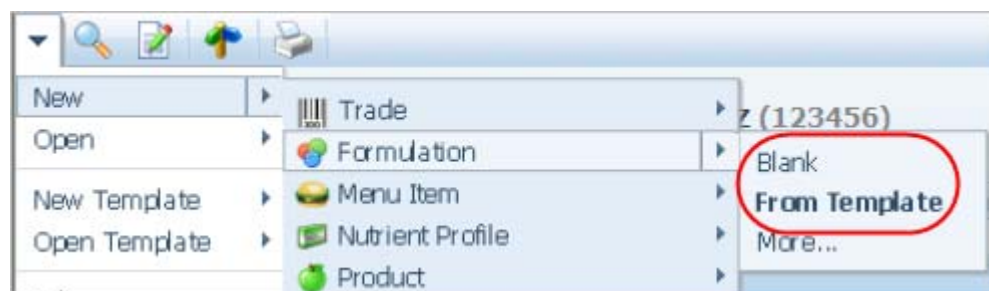 New
Open
New Template
Open Template
Trade
Formulation
Menu Item
Nutrient Profile
Product
z (123456)
Blank
From Template
More...